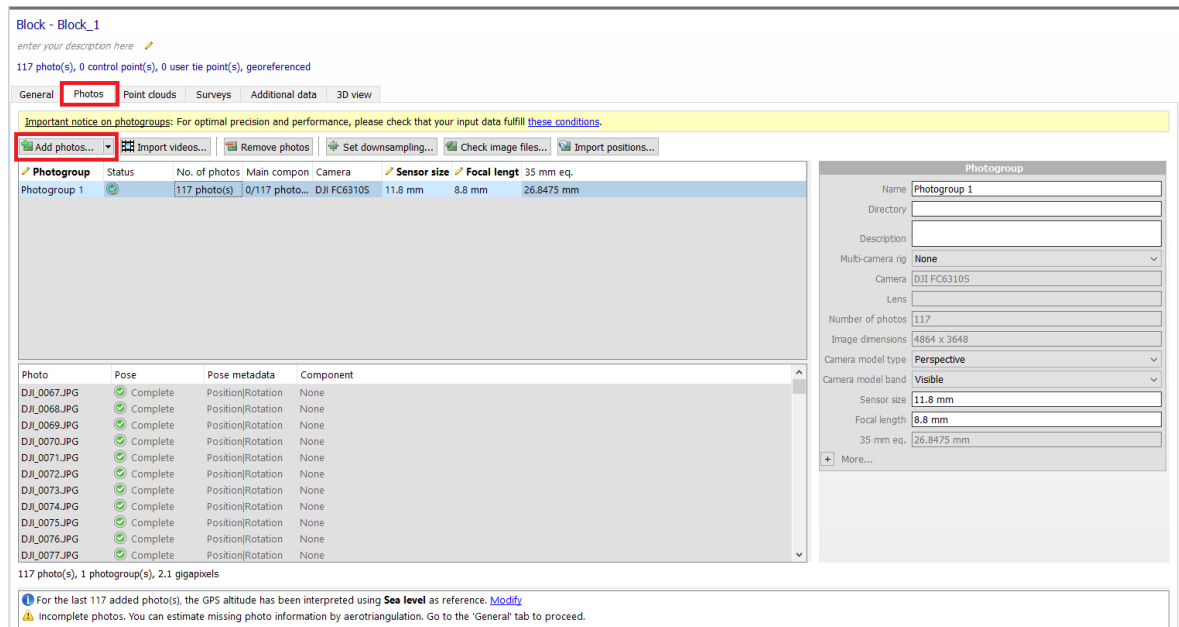 Block - Block_1
enter your description here
117 photo(s), 0 control point(s), 0 user tie point(s), georeferenced
General Photos Point clouds Surveys Additional data 3D view
Important notice on photogroups: For optimal precision and performance, please check that your input data fulfill these conditions.
Add photos... Import videos... Remove photos Set downsampling... Check image files... Import positions...
Photogroup Status No. of photos Main compon Camera Sensor size Focal lengt 35 mm eq.
Photogroup 1 117 photo(s) 0/117 photo... DJI FC6310S 11.8 mm 8.8 mm 26.8475 mm
Photogroup
Name Photogroup 1
Directory
Description
Multi-camera rig None
Camera DJI FC6310S
Lens
Number of photos 117
Image dimensions 4864 x 3648
Camera model type Perspective
Camera model band Visible
Sensor size 11.8 mm
Focal length 8.8 mm
35 mm eq. 26.8475 mm
+ More...
Photo Pose Pose metadata Component
DJI_0067.JPG Complete Position|Rotation None
DJI_0068.JPG Complete Position|Rotation None
DJI_0069.JPG Complete Position|Rotation None
DJI_0070.JPG Complete Position|Rotation None
DJI_0071.JPG Complete Position|Rotation None
DJI_0072.JPG Complete Position|Rotation None
DJI_0073.JPG Complete Position|Rotation None
DJI_0074.JPG Complete Position|Rotation None
DJI_0075.JPG Complete Position|Rotation None
DJI_0076.JPG Complete Position|Rotation None
DJI_0077.JPG Complete Position|Rotation None
117 photo(s), 1 photogroup(s), 2.1 gigapixels
For the last 117 added photo(s), the GPS altitude has been interpreted using Sea level as reference. Modify
Incomplete photos. You can estimate missing photo information by aerotriangulation. Go to the 'General' tab to proceed.